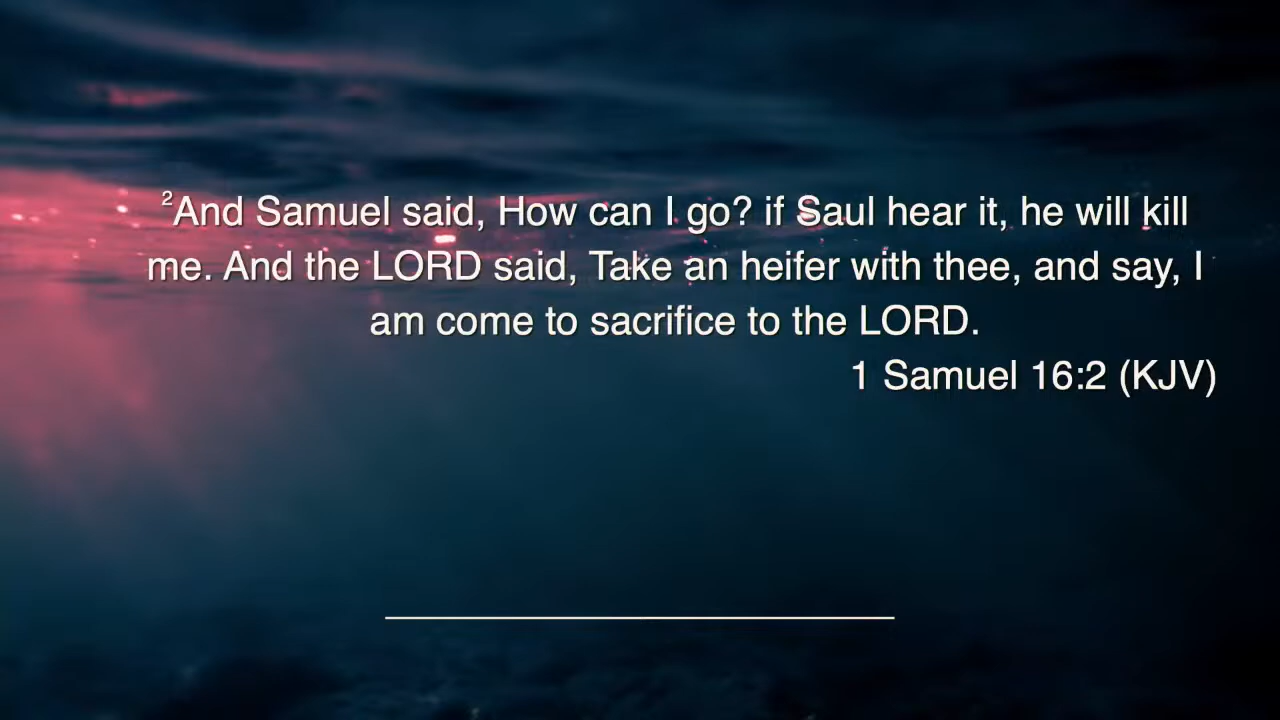 ²And Samuel said, How can I go? if Saul hear it, he will kill
me. And the LORD said, Take an heifer with thee, and say, I
am come to sacrifice to the LORD.
1 Samuel 16:2 (KJV)